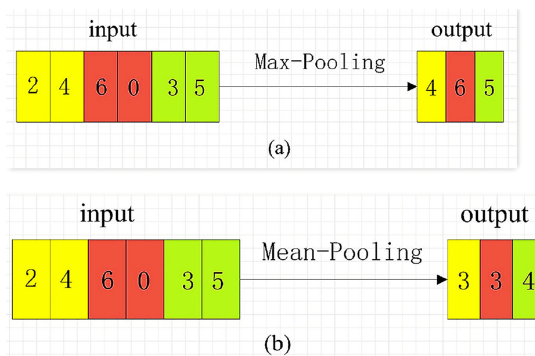 input output
2 4 6 0 3 5 Max-Pooling 4 6 5
(a)
input output
2 4 6 0 3 5 Mean-Pooling 3 3 4
(b)